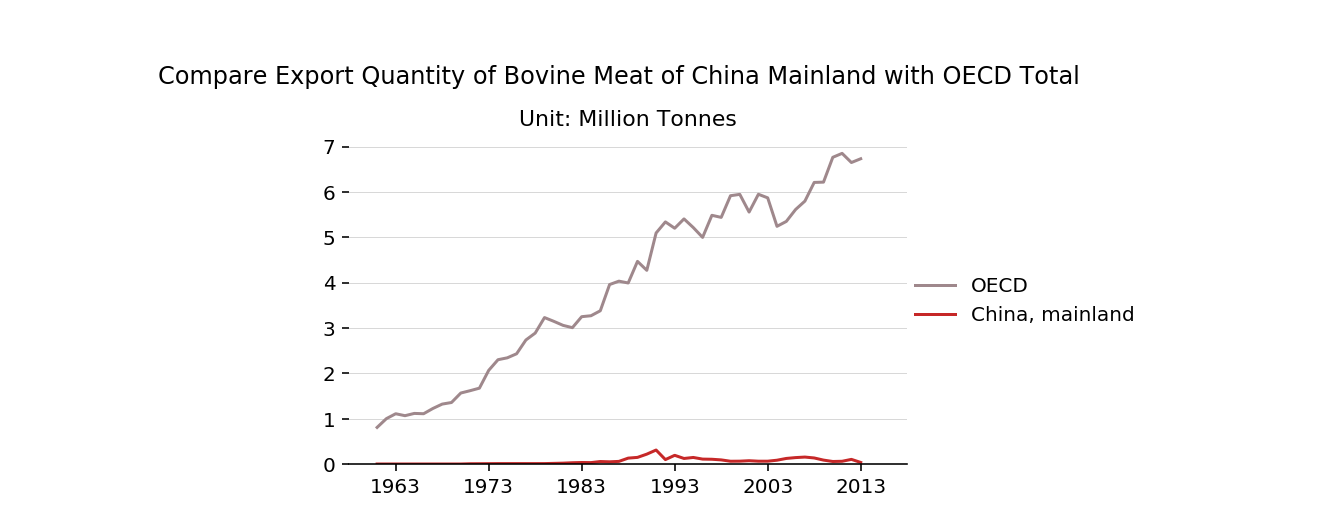 Compare Export Quantity of Bovine Meat of China Mainland with OECD Total
Unit: Million Tonnes
7
6
5
4
3
2
1
0
1963 1973 1983 1993 2003 2013
OECD
China, mainland